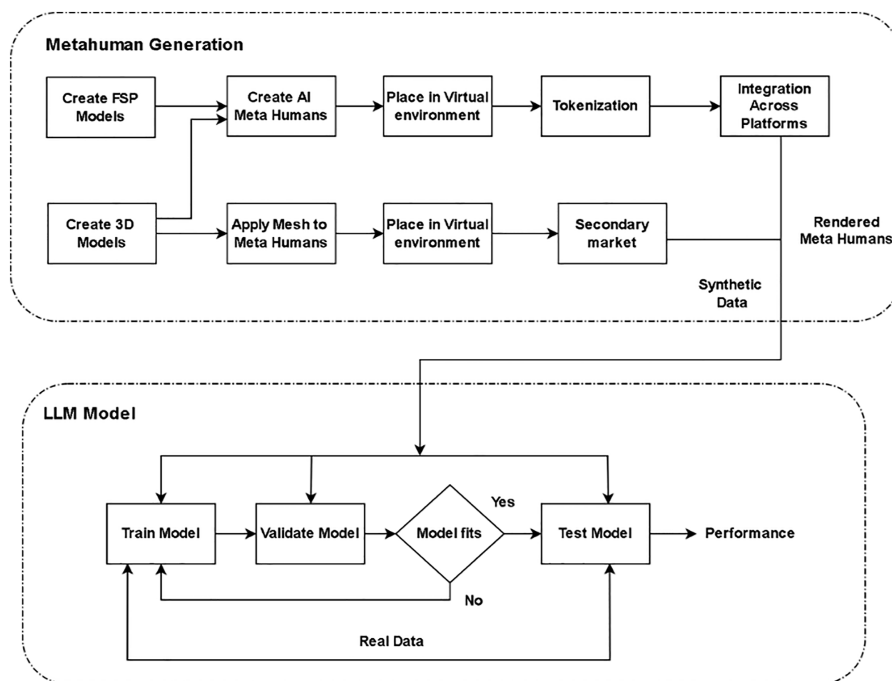 Metahuman Generation
Create FSP
Models
Create AI
Meta Humans
Place in Virtual
environment
Tokenization
Integration
Across
Platforms
Create 3D
Models
Apply Mesh to
Meta Humans
Place in Virtual
environment
Secondary
market
Rendered
Meta Humans
Synthetic
Data
LLM Model
Train Model
Validate Model
Model fits
Yes
No
Test Model
Performance
Real Data